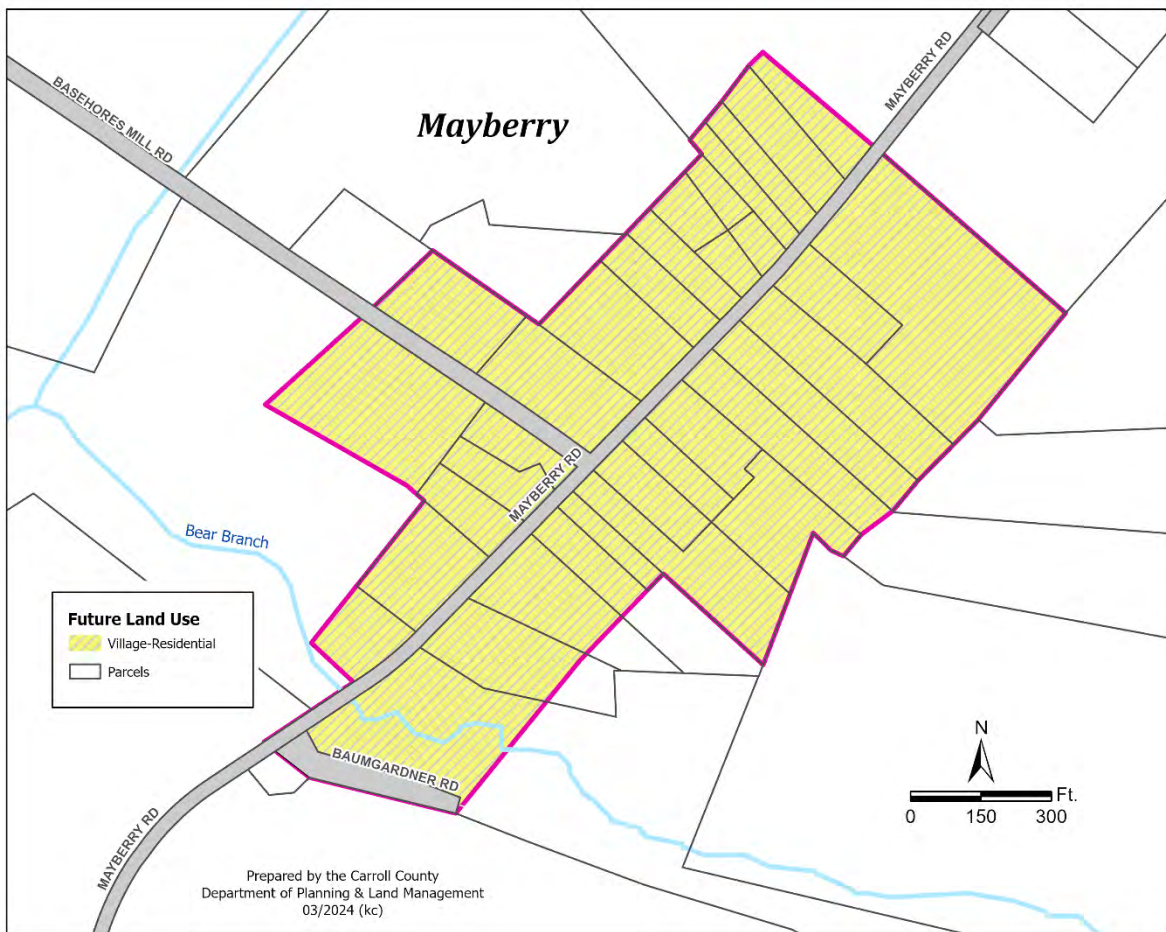 Mayberry
BASEHORES MILL RD
MAYBERRY RD
MAYBERRY RD
Bear Branch
Future Land Use
Village-Residential
Parcels
BAUMGARDNER RD
MAYBERRY RD
N
Ft.
0 150 300
Prepared by the Carroll County
Department of Planning & Land Management
03/2024 (kc)